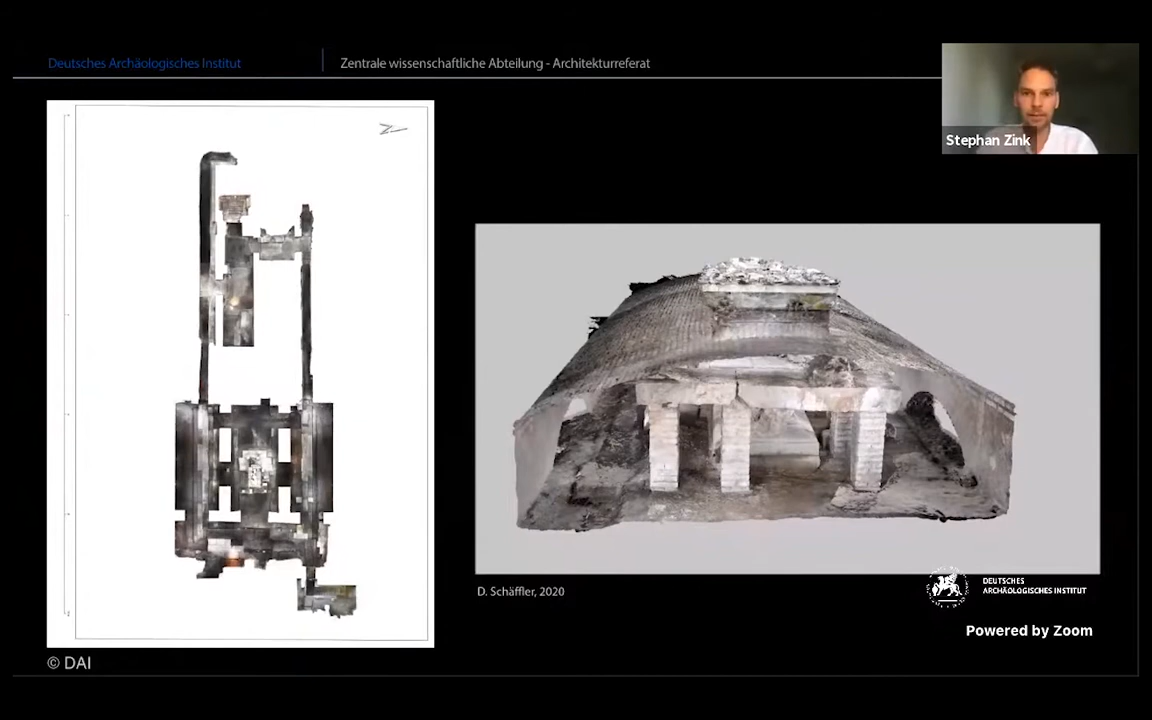 Deutsches Archäologisches Institut
Zentrale wissenschaftliche Abteilung - Architekturreferat
Stephan Zink
D. Schäffler, 2020
DEUTSCHES
ARCHÄOLOGISCHES INSTITUT
Powered by Zoom
© DAI